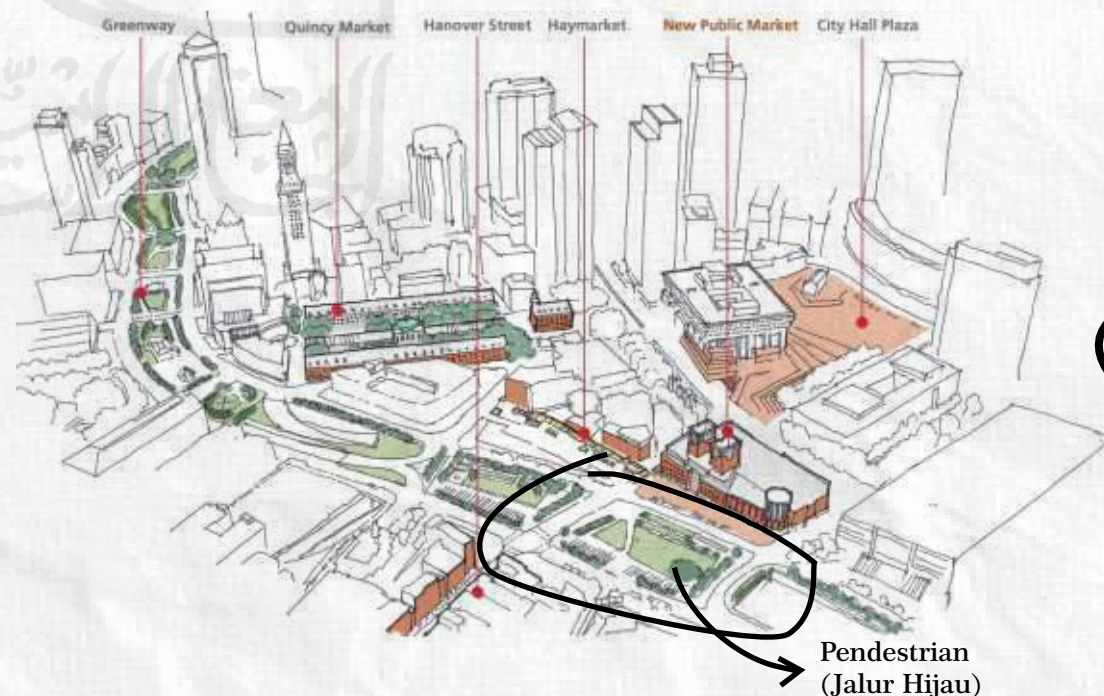 Greenway Quincy Market Hanover Street Haymarket New Public Market City Hall Plaza
Pendestrian
(Jalur Hijau)